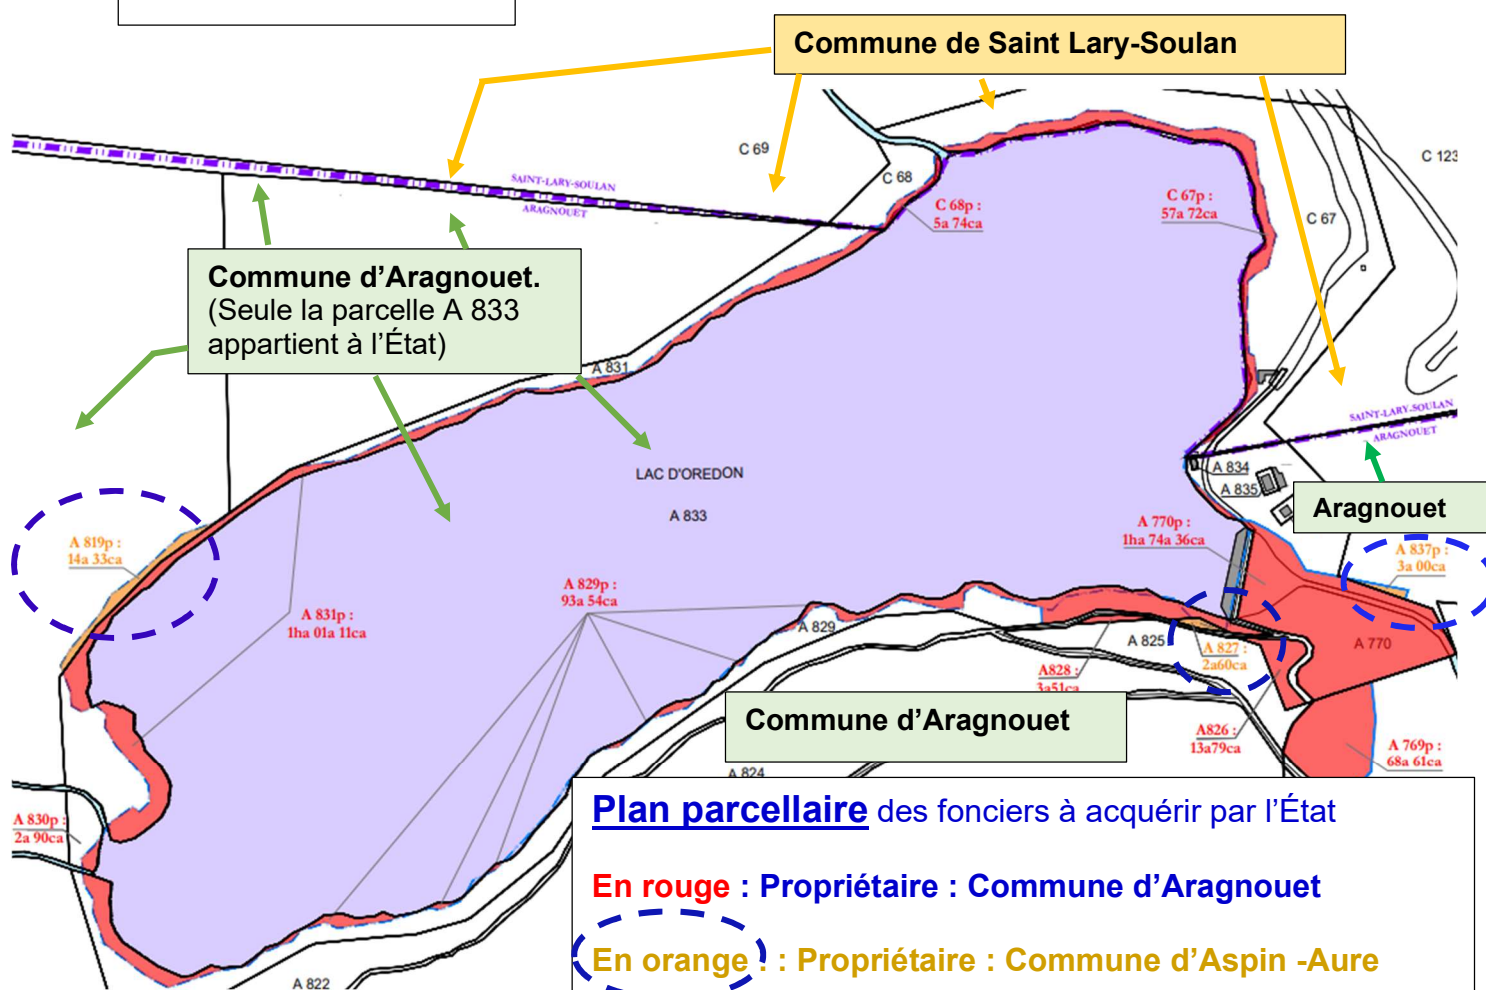 Commune de Saint Lary-Soulan
C 69
C 68
C 123
SAINT-LARY-SOULAN
ARAGNOUET
C 68p :
5a 74ca
C 67p :
57a 72ca
C 67
Commune d’Aragnouet.
(Seule la parcelle A 833
appartient à l’État)
A 831
SAINT-LARY-SOULAN
ARAGNOUET
LAC D'OREDON
A 833
A 834
A 835
Aragnouet
A 819p :
14a 33ca
A 770p :
1ha 74a 36ca
A 837p :
3a 00ca
A 829p :
93a 54ca
A 831p :
1ha 01a 11ca
A 829
A 825
A 827 :
2a60ca
A 770
A828 :
3a51ca
Commune d’Aragnouet
A826 :
13a79ca
A 769p :
68a 61ca
A 824
A 830p :
2a 90ca
Plan parcellaire des fonciers à acquérir par l’État
En rouge : Propriétaire : Commune d’Aragnouet
En orange : : Propriétaire : Commune d’Aspin -Aure
A 822